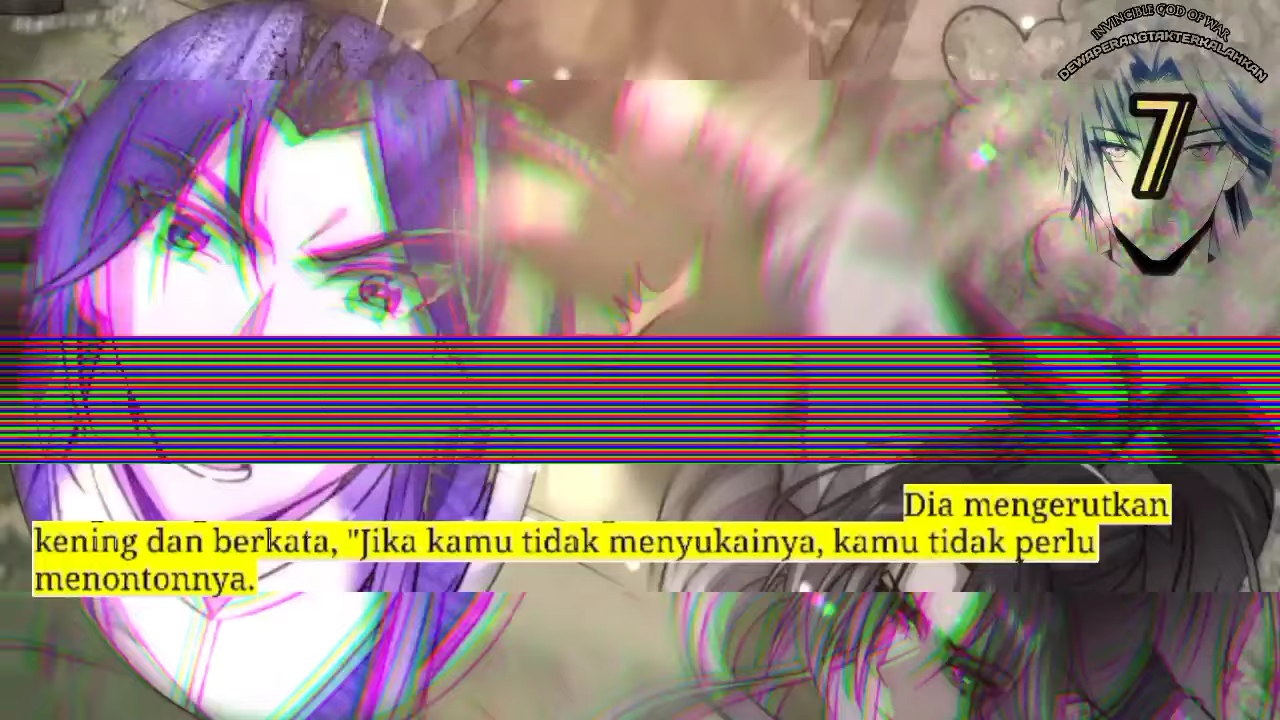 INVINCIBLE GOD OF WAR
DEWAPERANGTAKTERKALAHKAN
7
Dia mengerutkan
kening dan berkata, "Jika kamu tidak menyukainya, kamu tidak perlu
menontonnya.